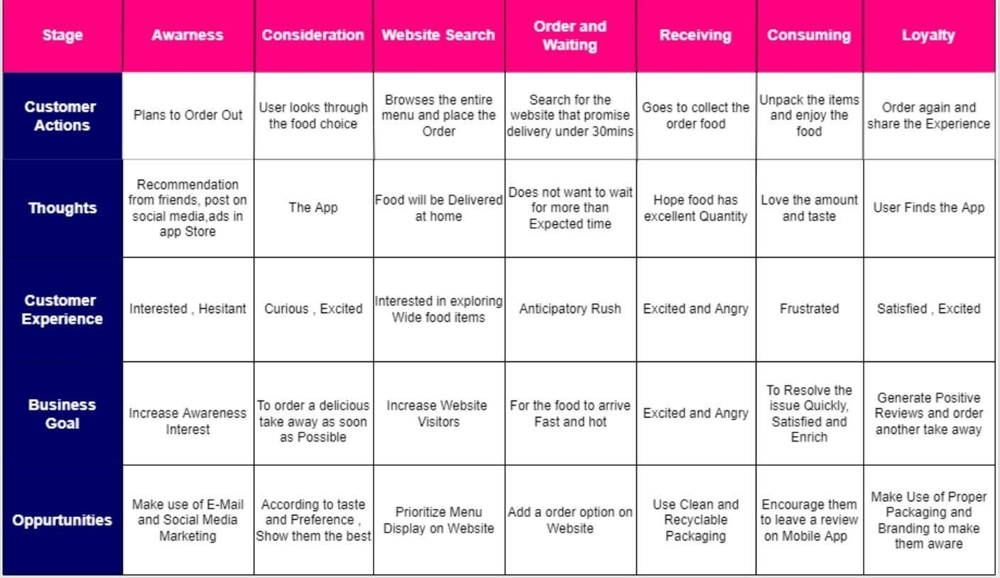 Stage
Awarness
Consideration
Website Search
Order and
Waiting
Receiving
Consuming
Loyalty
Customer
Actions
Plans to Order Out
User looks through
the food choice
Browses the entire
menu and place the
Order
Search for the
website that promise
delivery under 30mins
Goes to collect the
order food
Unpack the items
and enjoy the
food
Order again and
share the Experience
Thoughts
Recommendation
from friends, post on
social media,ads in
app Store
The App
Food will be Delivered
at home
Does not want to wait
for more than
Expected time
Hope food has
excellent Quantity
Love the amount
and taste
User Finds the App
Customer
Experience
Interested , Hesitant
Curious , Excited
Interested in exploring
Wide food items
Anticipatory Rush
Excited and Angry
Frustrated
Satisfied , Excited
Business
Goal
Increase Awareness
Interest
To order a delicious
take away as soon
as Possible
Increase Website
Visitors
For the food to arrive
Fast and hot
Excited and Angry
To Resolve the
issue Quickly,
Satisfied and
Enrich
Generate Positive
Reviews and order
another take away
Oppurtunities
Make use of E-Mail
and Social Media
Marketing
According to taste
and Preference ,
Show them the best
Prioritize Menu
Display on Website
Add a order option on
Website
Use Clean and
Recyclable
Packaging
Encourage them
to leave a review
on Mobile App
Make Use of Proper
Packaging and
Branding to make
them aware